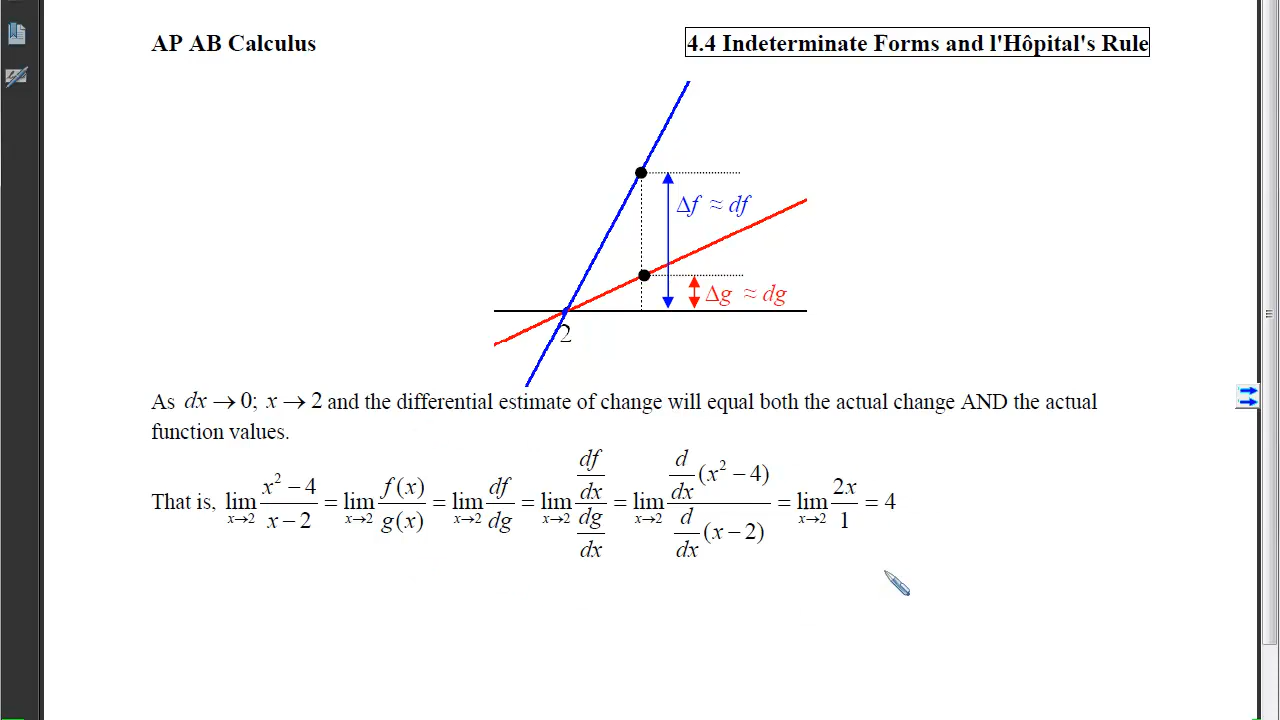 AP AB Calculus
4.4 Indeterminate Forms and l'Hôpital's Rule
Δf ≈ df
Δg ≈ dg
2
As dx → 0; x → 2 and the differential estimate of change will equal both the actual change AND the actual
function values.
That is, lim_{x→2} (x² − 4)/(x − 2) = lim_{x→2} f(x)/g(x) = lim_{x→2} df/dg = lim_{x→2} (df/dx)/(dg/dx) = lim_{x→2} (d/dx (x² − 4))/(d/dx (x − 2)) = lim_{x→2} 2x/1 = 4